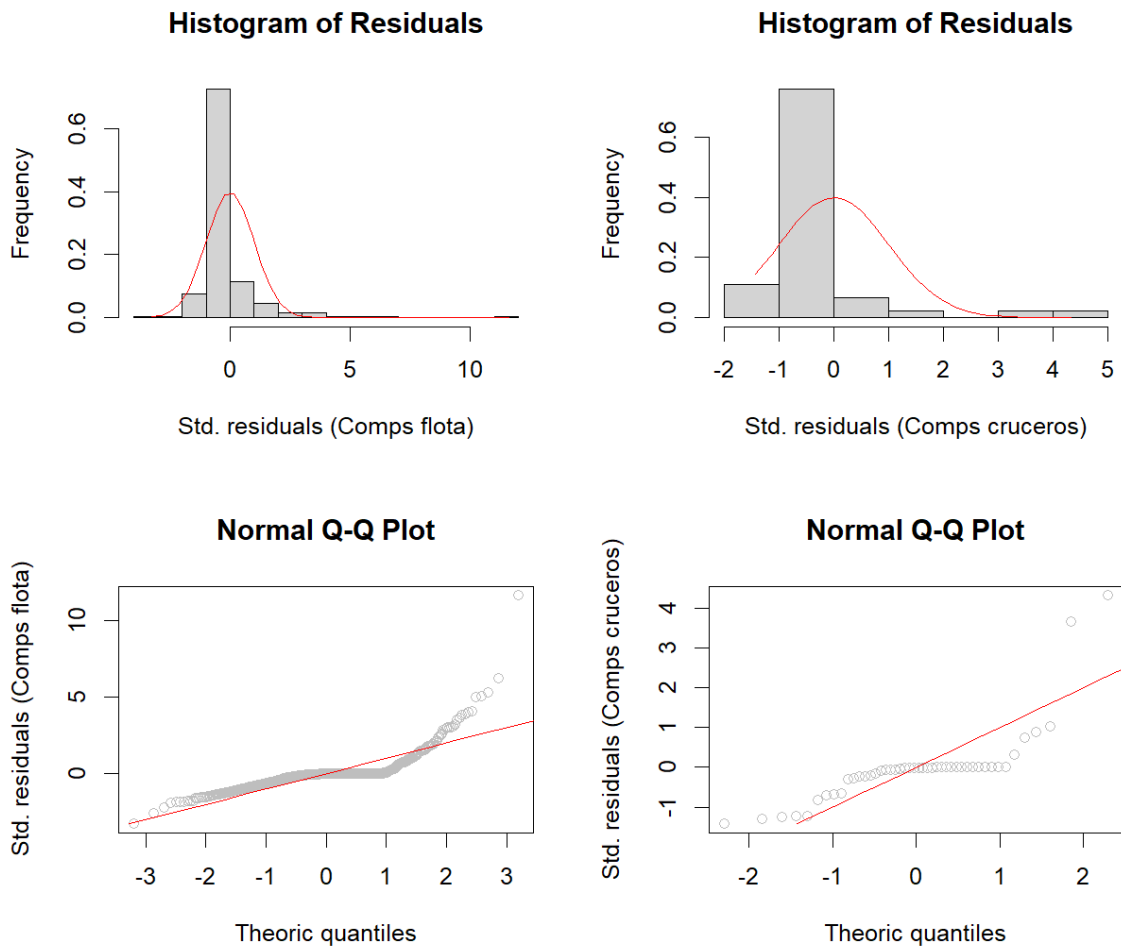 Histogram of Residuals
Frequency
0.0 0.2 0.4 0.6
0 5 10
Std. residuals (Comps flota)
Histogram of Residuals
Frequency
0.0 0.2 0.4 0.6
-2 -1 0 1 2 3 4 5
Std. residuals (Comps cruceros)
Normal Q-Q Plot
Std. residuals (Comps flota)
0 5 10
-3 -2 -1 0 1 2 3
Theoric quantiles
Normal Q-Q Plot
Std. residuals (Comps cruceros)
-1 0 1 2 3 4
-2 -1 0 1 2
Theoric quantiles